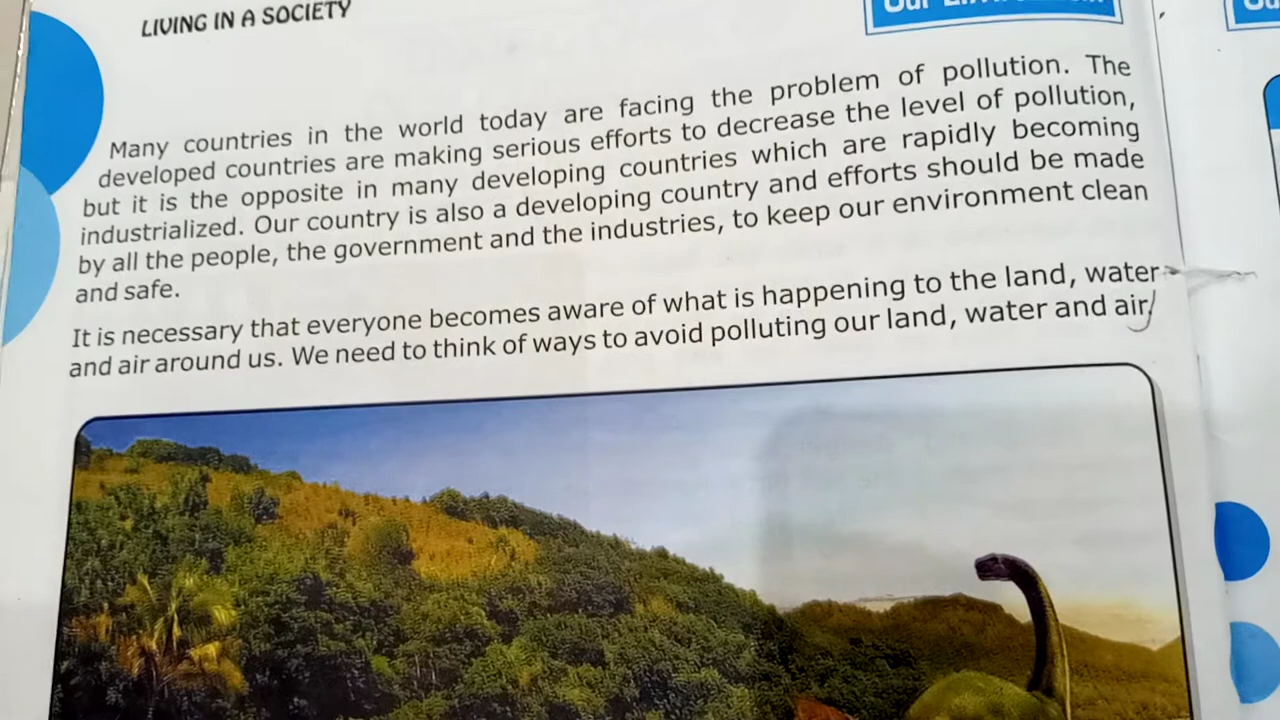 LIVING IN A SOCIETY
Many countries in the world today are facing the problem of pollution. The
developed countries are making serious efforts to decrease the level of pollution,
but it is the opposite in many developing countries which are rapidly becoming
industrialized. Our country is also a developing country and efforts should be made
by all the people, the government and the industries, to keep our environment clean
and safe.
It is necessary that everyone becomes aware of what is happening to the land, water
and air around us. We need to think of ways to avoid polluting our land, water and air.